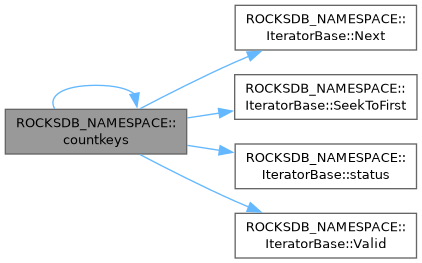 ROCKSDB_NAMESPACE::
countkeys
ROCKSDB_NAMESPACE::
IteratorBase::Next
ROCKSDB_NAMESPACE::
IteratorBase::SeekToFirst
ROCKSDB_NAMESPACE::
IteratorBase::status
ROCKSDB_NAMESPACE::
IteratorBase::Valid